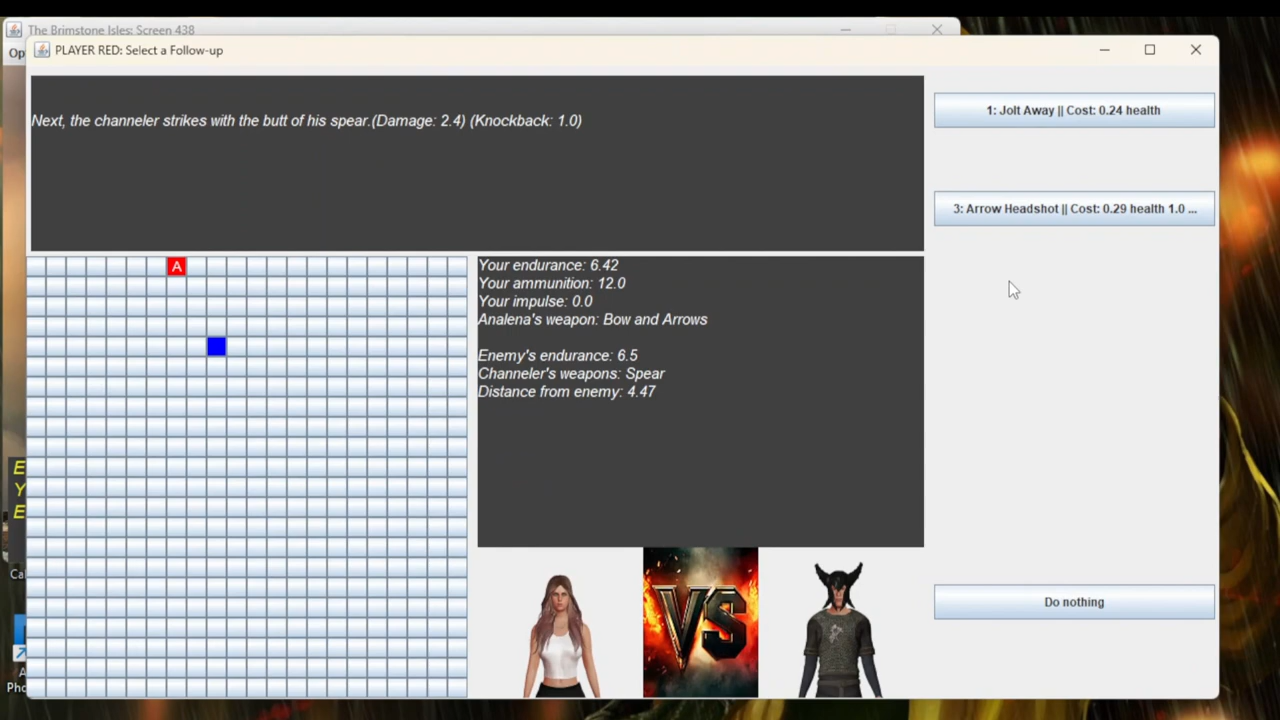 The Brimstone Isles: Screen 438
Op
PLAYER RED: Select a Follow-up
Next, the channeler strikes with the butt of his spear.(Damage: 2.4) (Knockback: 1.0)
1: Jolt Away || Cost: 0.24 health
3: Arrow Headshot || Cost: 0.29 health 1.0 ...
A
Your endurance: 6.42
Your ammunition: 12.0
Your impulse: 0.0
Analena's weapon: Bow and Arrows
Enemy's endurance: 6.5
Channeler's weapons: Spear
Distance from enemy: 4.47
E
Y
E
Ca
A
Pho
VS
Do nothing